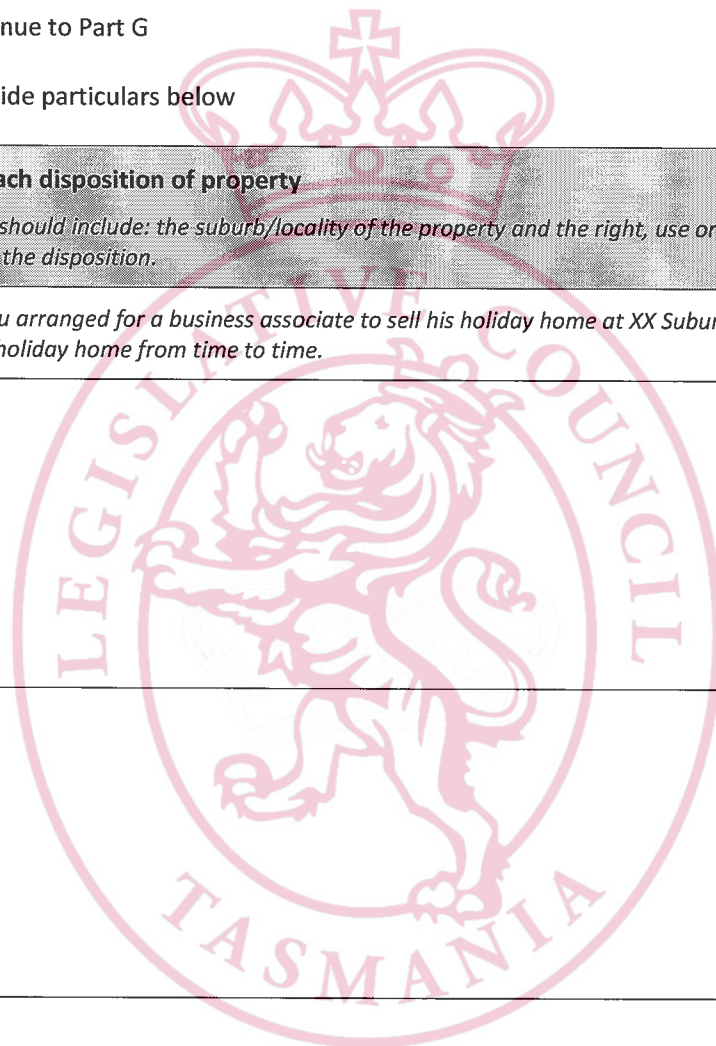 nue to Part G
ide particulars below
ach disposition of property
should include: the suburb/locality of the property and the right, use or
the disposition.
u arranged for a business associate to sell his holiday home at XX Subur
holiday home from time to time.
LEGISLATIVE COUNCIL
TASMANIA